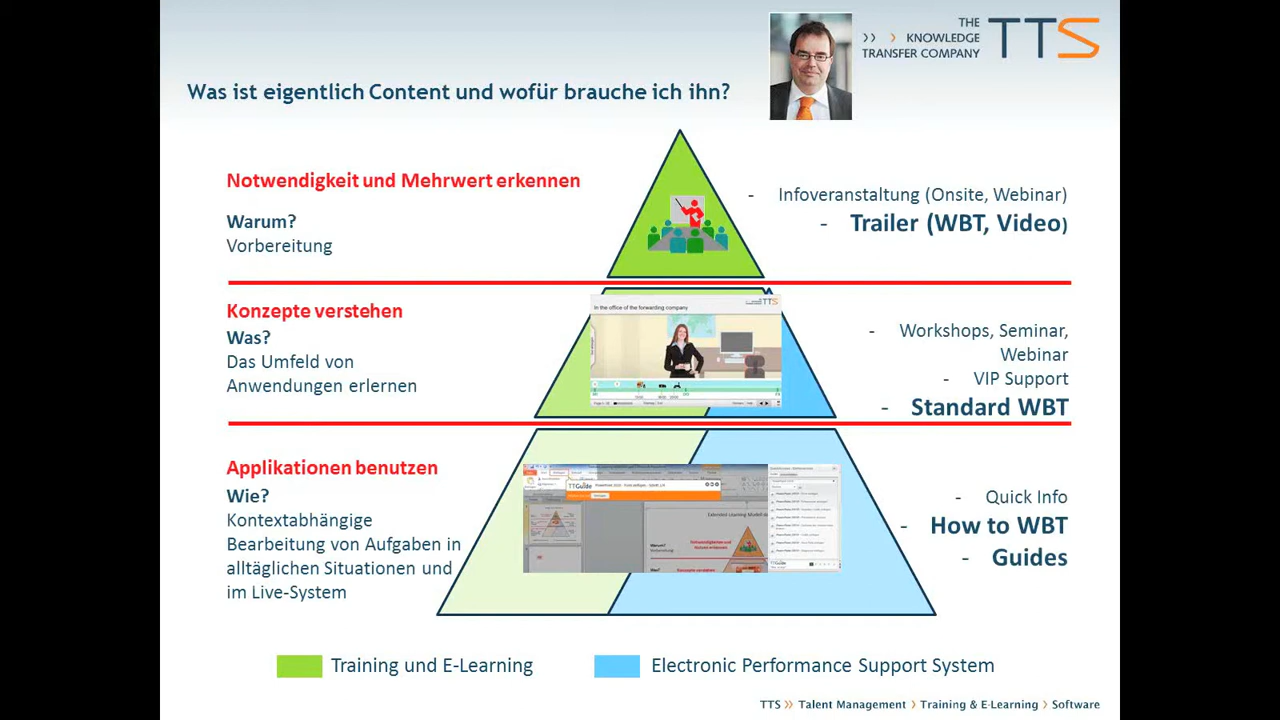 THE
›› › KNOWLEDGE
TRANSFER COMPANY
TTS
Was ist eigentlich Content und wofür brauche ich ihn?
Notwendigkeit und Mehrwert erkennen
Warum?
Vorbereitung
- Infoveranstaltung (Onsite, Webinar)
- Trailer (WBT, Video)
Konzepte verstehen
Was?
Das Umfeld von
Anwendungen erlernen
In the office of the forwarding company
TTS
- Workshops, Seminar,
Webinar
- VIP Support
- Standard WBT
Applikationen benutzen
Wie?
Kontextabhängige
Bearbeitung von Aufgaben in
alltäglichen Situationen und
im Live-System
TTGuide
Warum?
- Quick Info
- How to WBT
- Guides
Training und E-Learning
Electronic Performance Support System
TTS ›› Talent Management › Training & E-Learning › Software